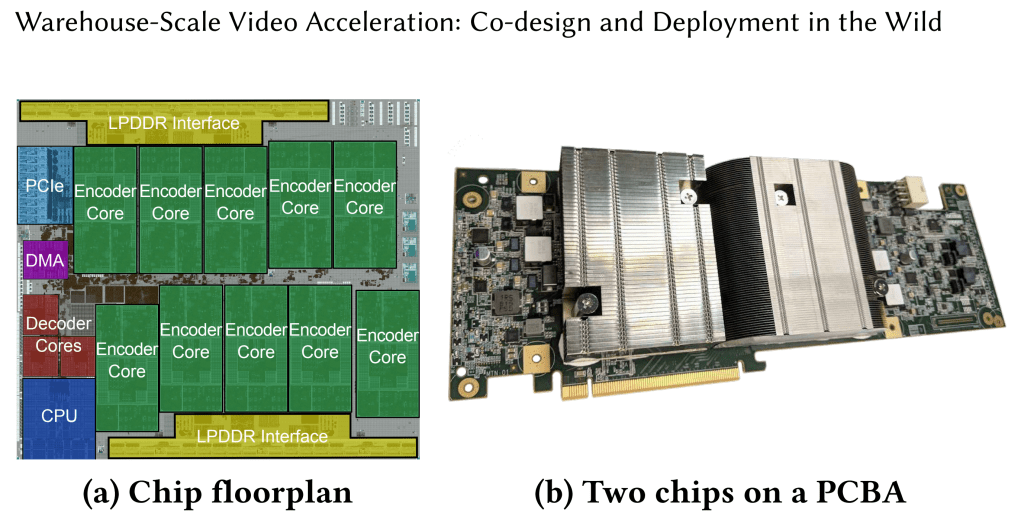 Warehouse-Scale Video Acceleration: Co-design and Deployment in the Wild
LPDDR Interface
PCIe
Encoder
Core
Encoder
Core
Encoder
Core
Encoder
Core
Encoder
Core
DMA
Decoder
Cores
Encoder
Core
Encoder
Core
Encoder
Core
Encoder
Core
Encoder
Core
CPU
LPDDR Interface
(a) Chip floorplan
(b) Two chips on a PCBA